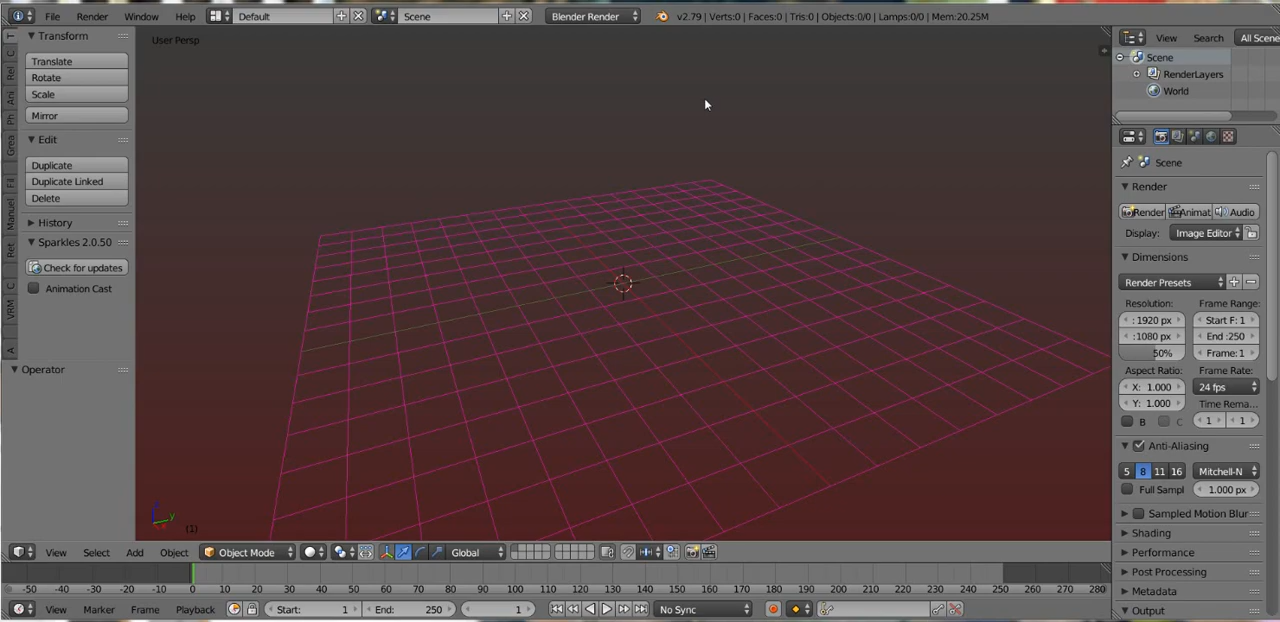 File Render Window Help Default Scene Blender Render v2.79 | Verts:0 | Faces:0 | Tris:0 | Objects:0/0 | Lamps:0/0 | Mem:20.25M
User Persp
View Search All Scene
Scene
RenderLayers
World
T
C
Rel
Ani
Ph
Grea
Fil
Manuel
Ret
C
VRM
A
Transform
Translate
Rotate
Scale
Mirror
Edit
Duplicate
Duplicate Linked
Delete
History
Sparkles 2.0.50
Check for updates
Animation Cast
Operator
z
y
(1)
Scene
Render
Render Animat Audio
Display: Image Editor
Dimensions
Render Presets
Resolution: Frame Range:
: 1920 px Start F: 1
: 1080 px End :250
50% Frame: 1
Aspect Ratio: Frame Rate:
X: 1.000 24 fps
Y: 1.000 Time Rema...
B C 1 1
Anti-Aliasing
5 8 11 16 Mitchell-N
Full Sampl 1.000 px
Sampled Motion Blur
Shading
Performance
Post Processing
Metadata
Output
View Select Add Object Object Mode Global
-50 -40 -30 -20 -10 0 10 20 30 40 50 60 70 80 90 100 110 120 130 140 150 160 170 180 190 200 210 220 230 240 250 260 270 280
View Marker Frame Playback Start: 1 End: 250 1 No Sync